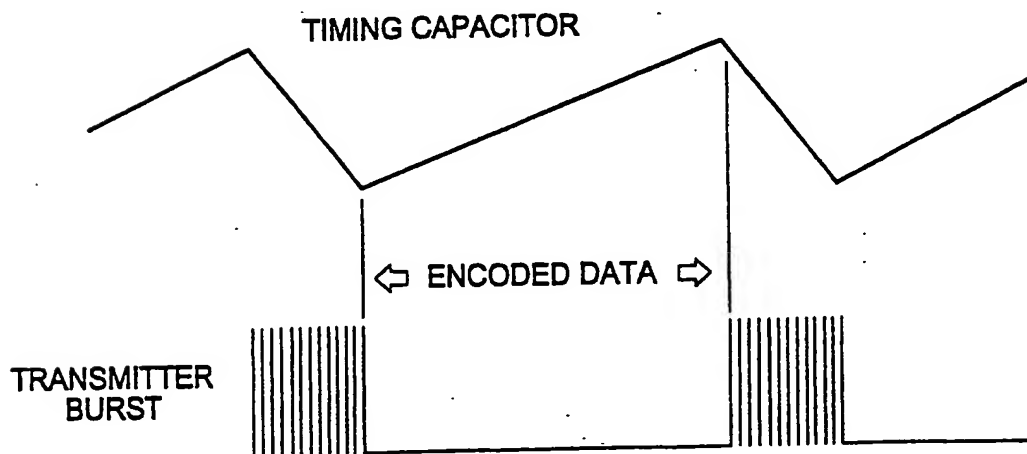 TIMING CAPACITOR
ENCODED DATA
TRANSMITTER
BURST